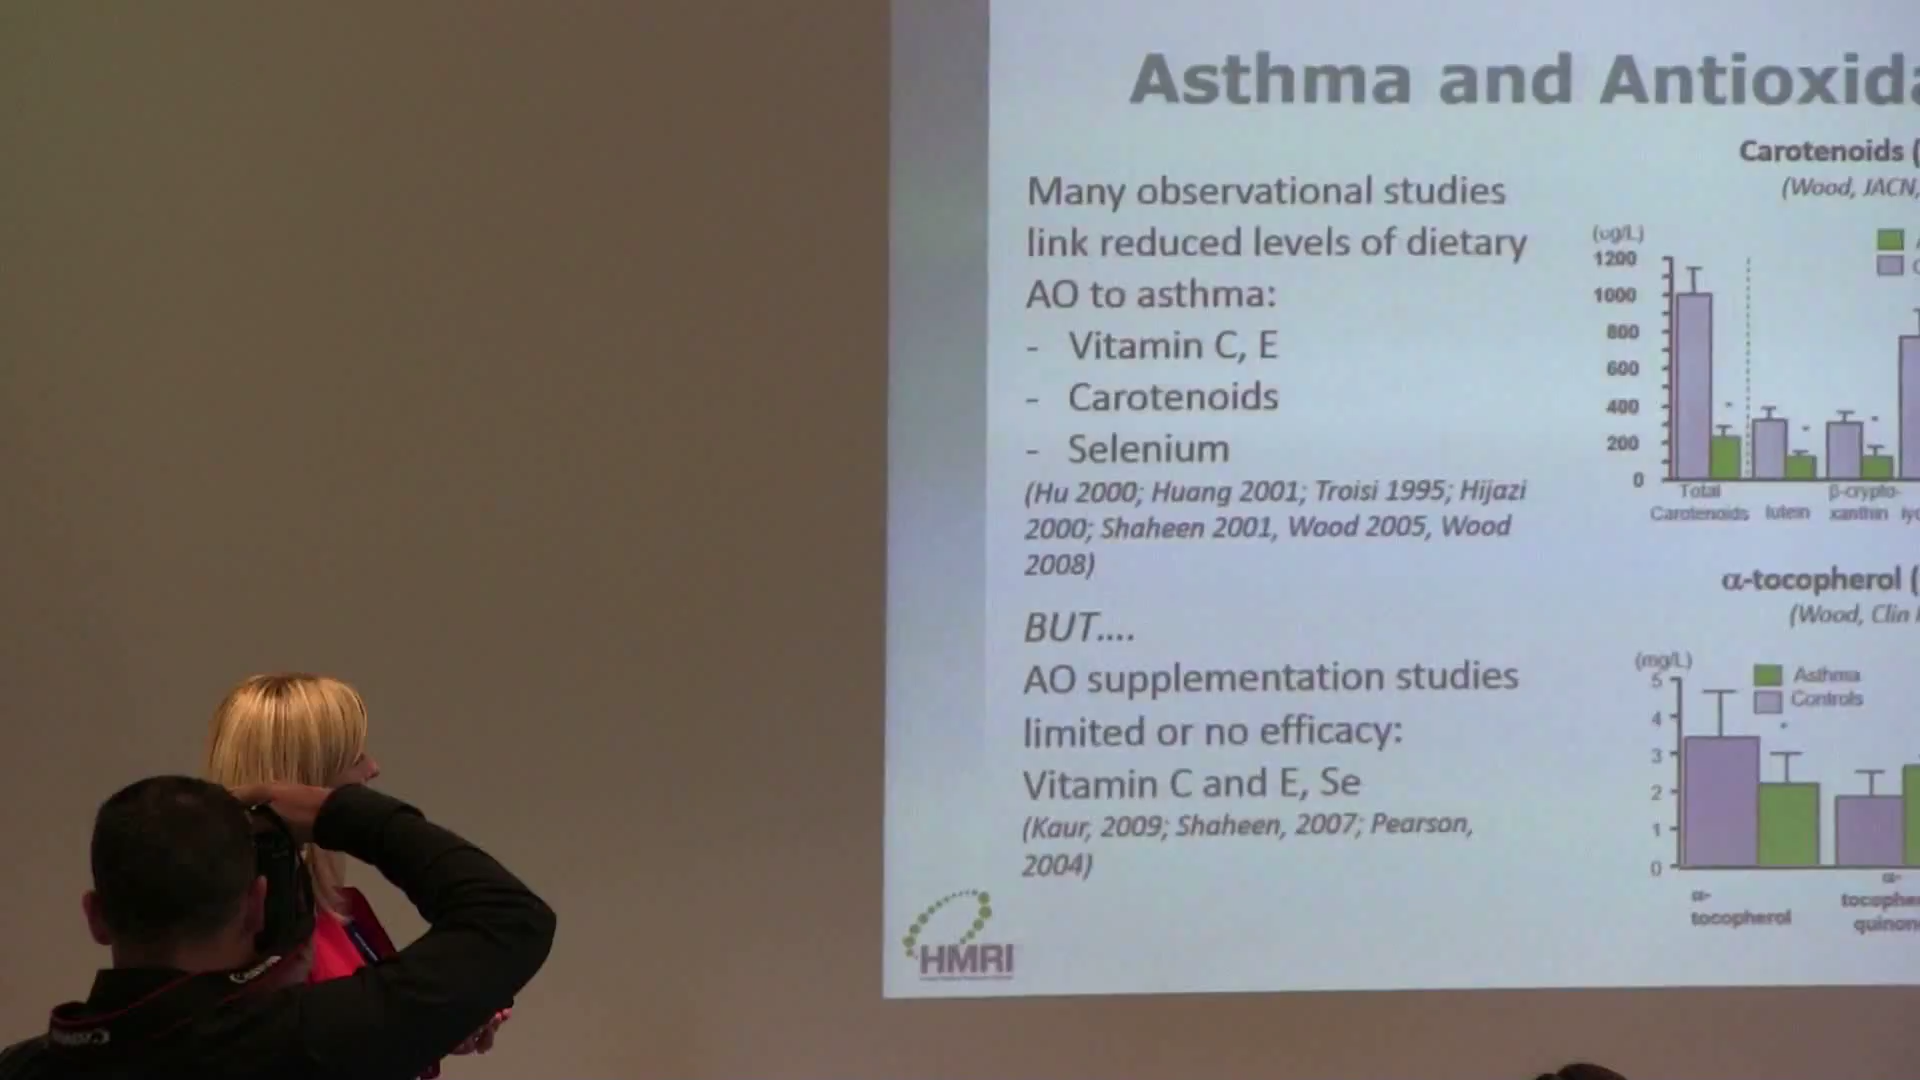 Asthma and Antioxida
Many observational studies
link reduced levels of dietary
AO to asthma:
- Vitamin C, E
- Carotenoids
- Selenium
(Hu 2000; Huang 2001; Troisi 1995; Hijazi
2000; Shaheen 2001, Wood 2005, Wood
2008)
BUT....
AO supplementation studies
limited or no efficacy:
Vitamin C and E, Se
(Kaur, 2009; Shaheen, 2007; Pearson,
2004)
HMRI
Carotenoids (
(Wood, JACN,
(ug/L)
1200
1000
800
600
400
200
0
Total
Carotenoids
lutein
β-crypto-
xanthin
lyc
α-tocopherol (
(Wood, Clin
(mg/L)
Asthma
Controls
5
4
3
2
1
0
α-
tocopherol
α-
tocophe
quinon
Canon